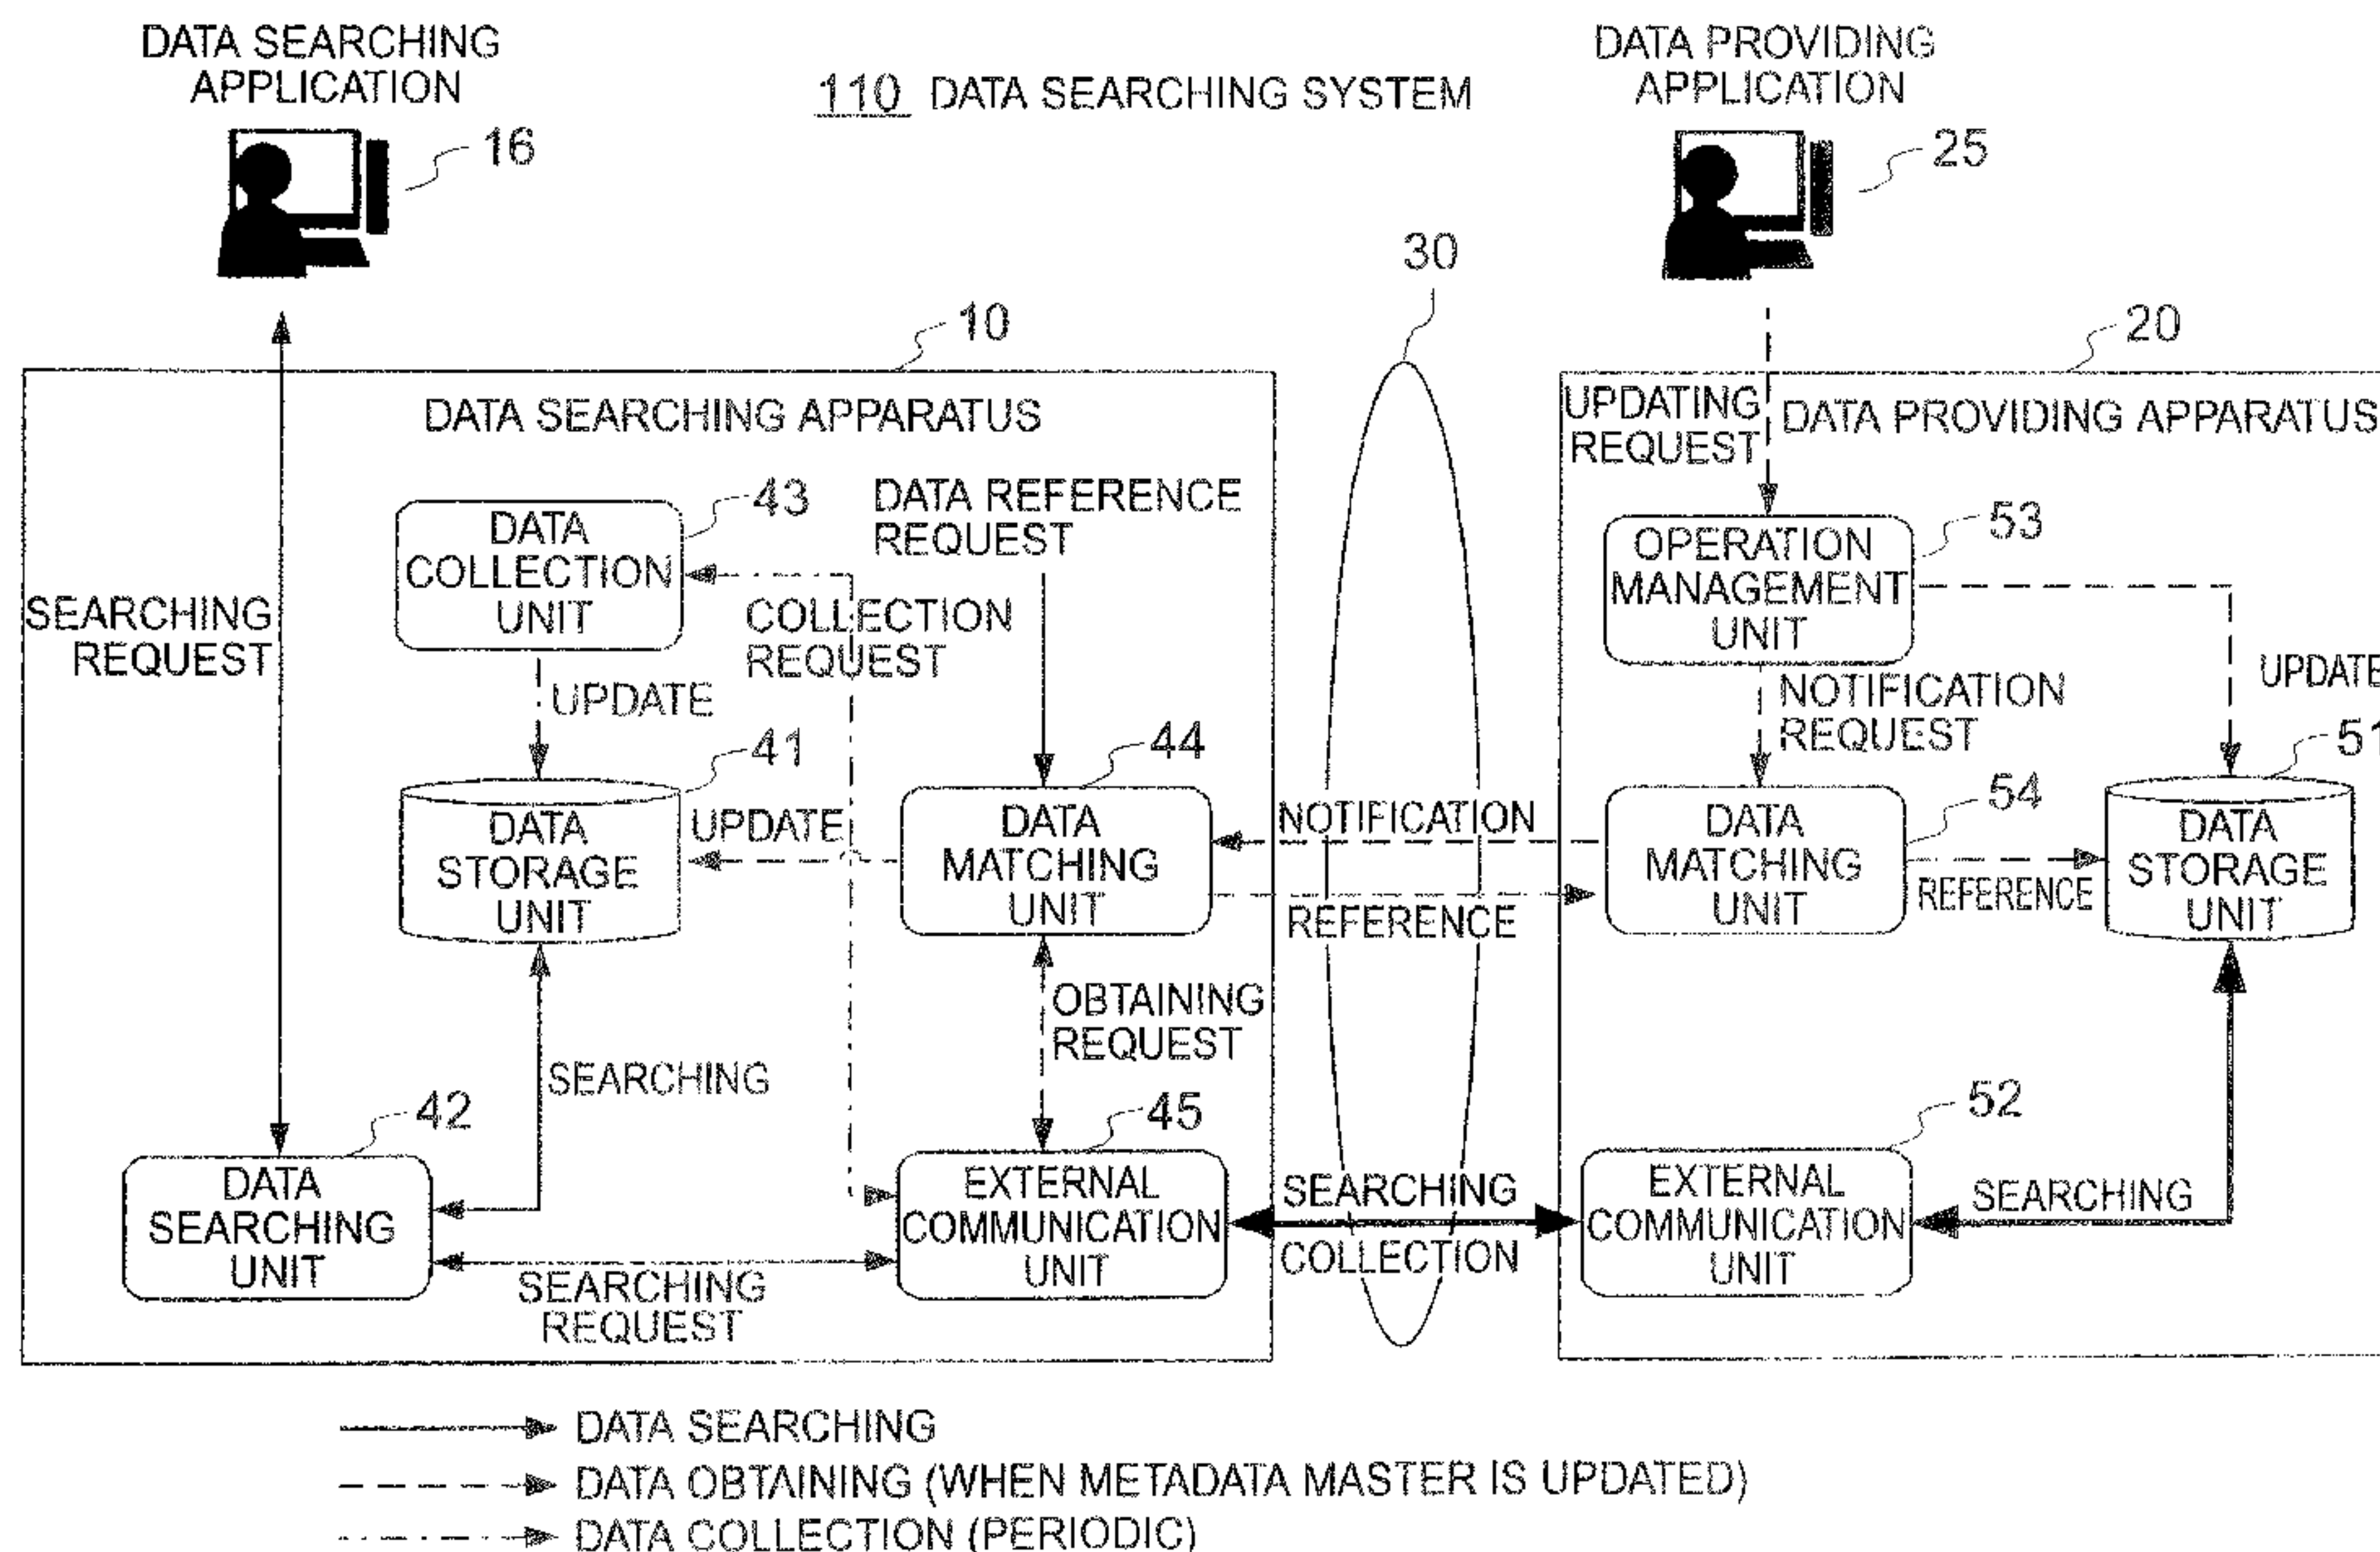 DATA SEARCHING
APPLICATION
16
110 DATA SEARCHING SYSTEM
DATA PROVIDING
APPLICATION
25
30
10
20
DATA SEARCHING APPARATUS
UPDATING
REQUEST
DATA PROVIDING APPARATUS
SEARCHING
REQUEST
43
DATA
COLLECTION
UNIT
DATA REFERENCE
REQUEST
COLLECTION
REQUEST
UPDATE
53
OPERATION
MANAGEMENT
UNIT
NOTIFICATION
REQUEST
UPDATE
41
DATA
STORAGE
UNIT
UPDATE
44
DATA
MATCHING
UNIT
NOTIFICATION
REFERENCE
54
DATA
MATCHING
UNIT
REFERENCE
51
DATA
STORAGE
UNIT
OBTAINING
REQUEST
SEARCHING
42
DATA
SEARCHING
UNIT
SEARCHING
REQUEST
45
EXTERNAL
COMMUNICATION
UNIT
SEARCHING
COLLECTION
52
EXTERNAL
COMMUNICATION
UNIT
SEARCHING
DATA SEARCHING
DATA OBTAINING (WHEN METADATA MASTER IS UPDATED)
DATA COLLECTION (PERIODIC)